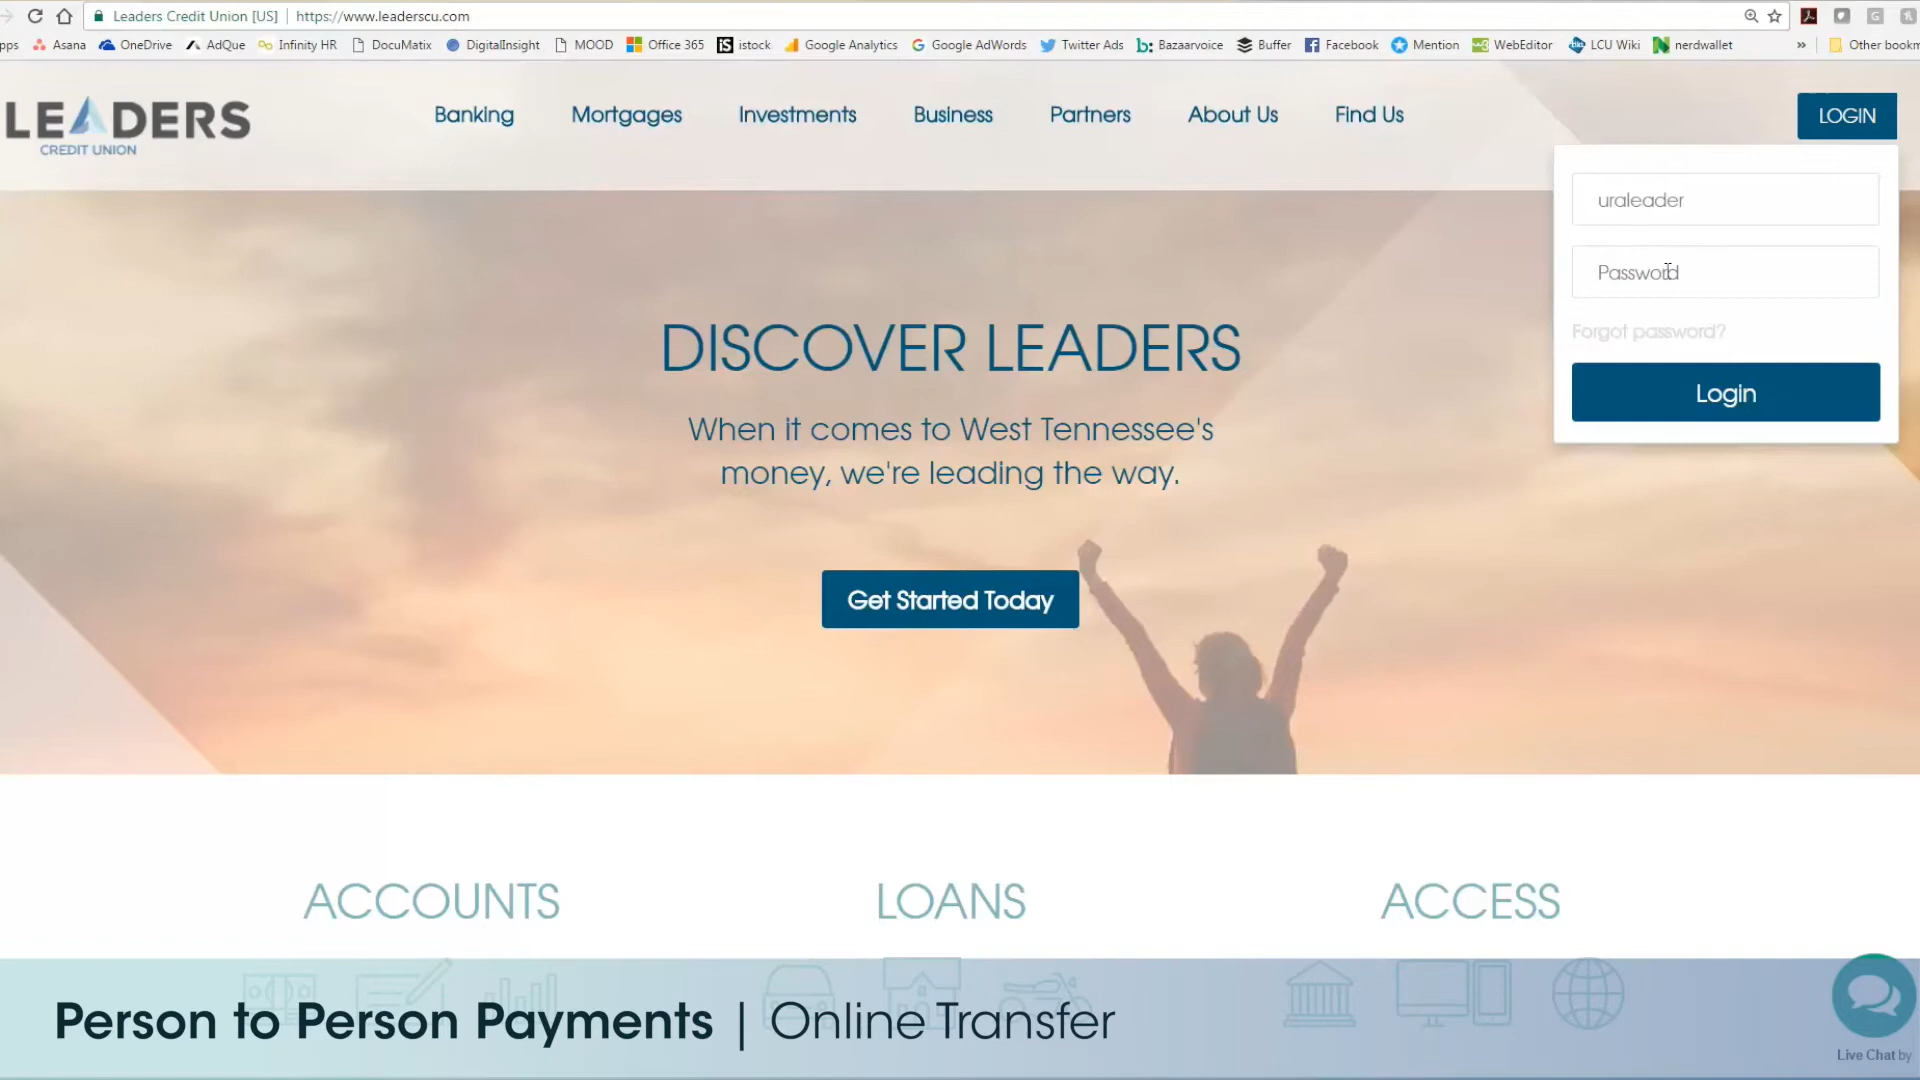 Leaders Credit Union [US] https://www.leaderscu.com
pps Asana OneDrive AdQue Infinity HR DocuMatix DigitalInsight MOOD Office 365 istock Google Analytics Google AdWords Twitter Ads Bazaarvoice Buffer Facebook Mention WebEditor LCU Wiki nerdwallet » Other bookm
LEADERS
CREDIT UNION
Banking Mortgages Investments Business Partners About Us Find Us LOGIN
uraleader
Password
Forgot password?
Login
DISCOVER LEADERS
When it comes to West Tennessee's
money, we're leading the way.
Get Started Today
ACCOUNTS LOANS ACCESS
Person to Person Payments | Online Transfer
Live Chat by